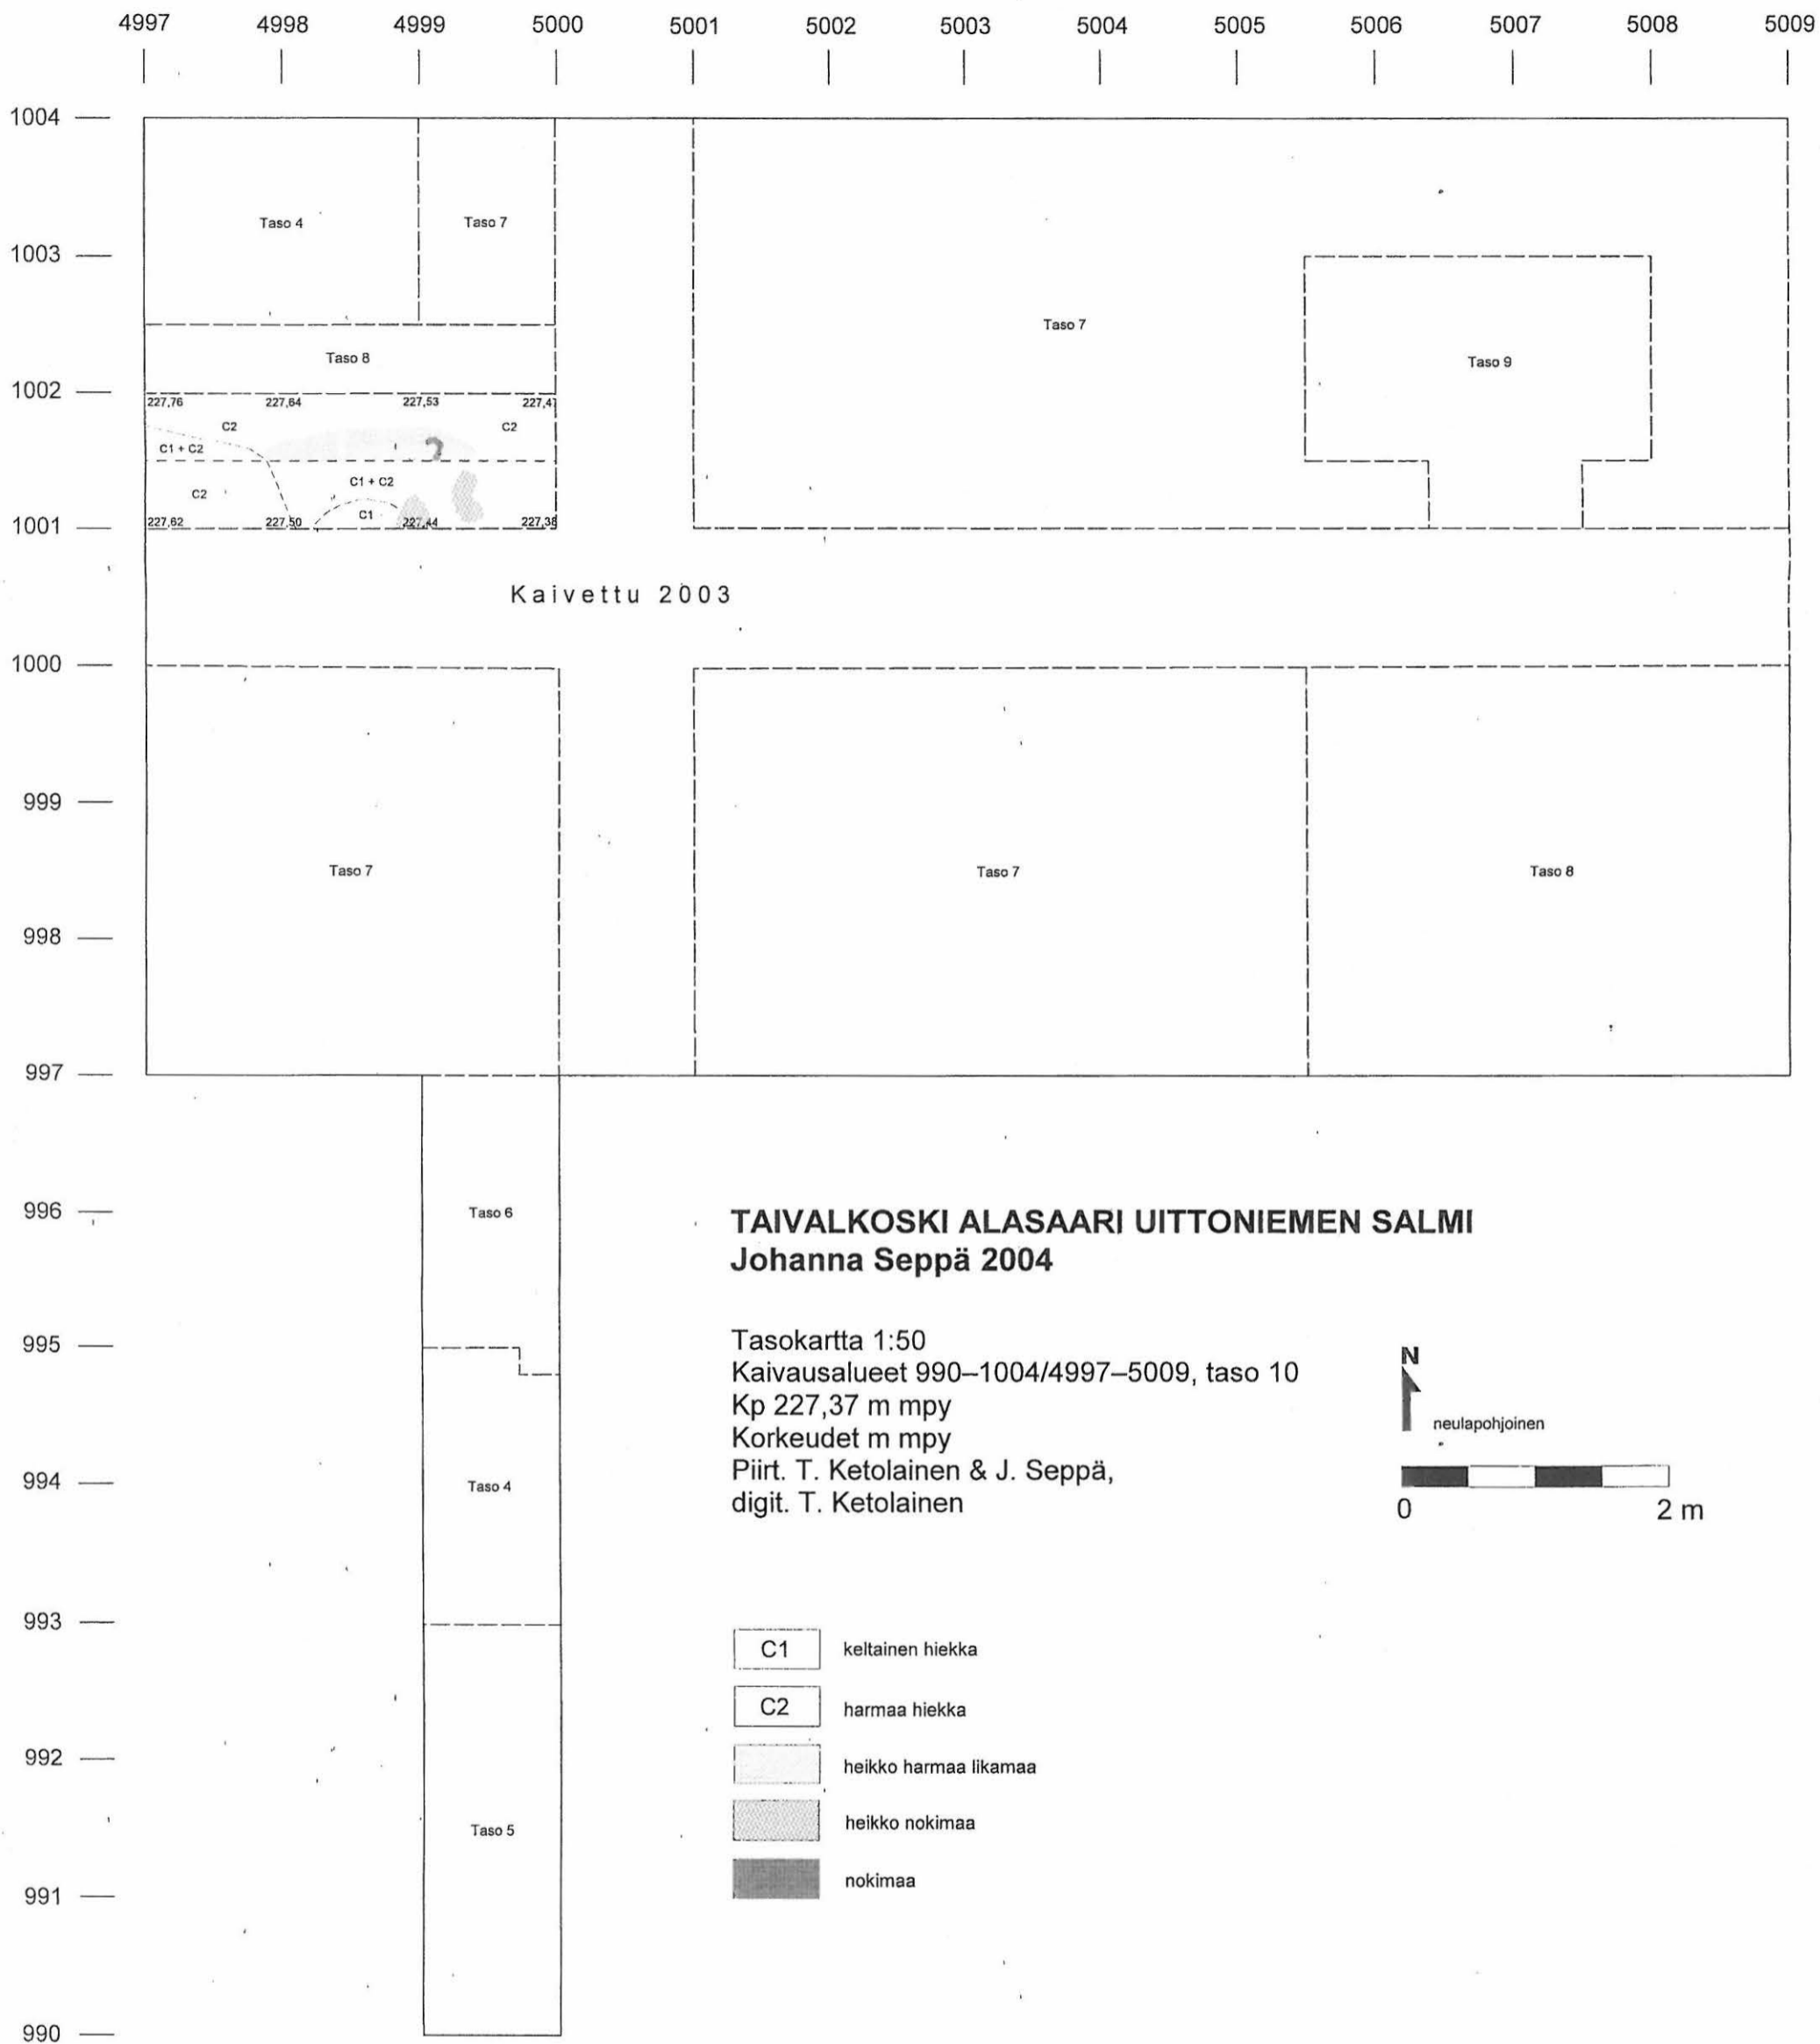 4997 4998 4999 5000 5001 5002 5003 5004 5005 5006 5007 5008 5009
1004
Taso 4 Taso 7
1003
Taso 7
Taso 8
Taso 9
1002
227,76 227,64 227,53 227,47
C2 C2
C1 + C2
C1 + C2
C2
C1
227,62 227,50 227,44 227,38
1001
Kaivettu 2003
1000
999
Taso 7 Taso 7 Taso 8
998
997
996
Taso 6
995
994
Taso 4
993
992
Taso 5
991
990
TAIVALKOSKI ALASAARI UITTONIEMEN SALMI
Johanna Seppä 2004
Tasokartta 1:50
Kaivausalueet 990–1004/4997–5009, taso 10
Kp 227,37 m mpy
Korkeudet m mpy
Piirt. T. Ketolainen & J. Seppä,
digit. T. Ketolainen
N
neulapohjoinen
0 2 m
C1 keltainen hiekka
C2 harmaa hiekka
heikko harmaa likamaa
heikko nokimaa
nokimaa